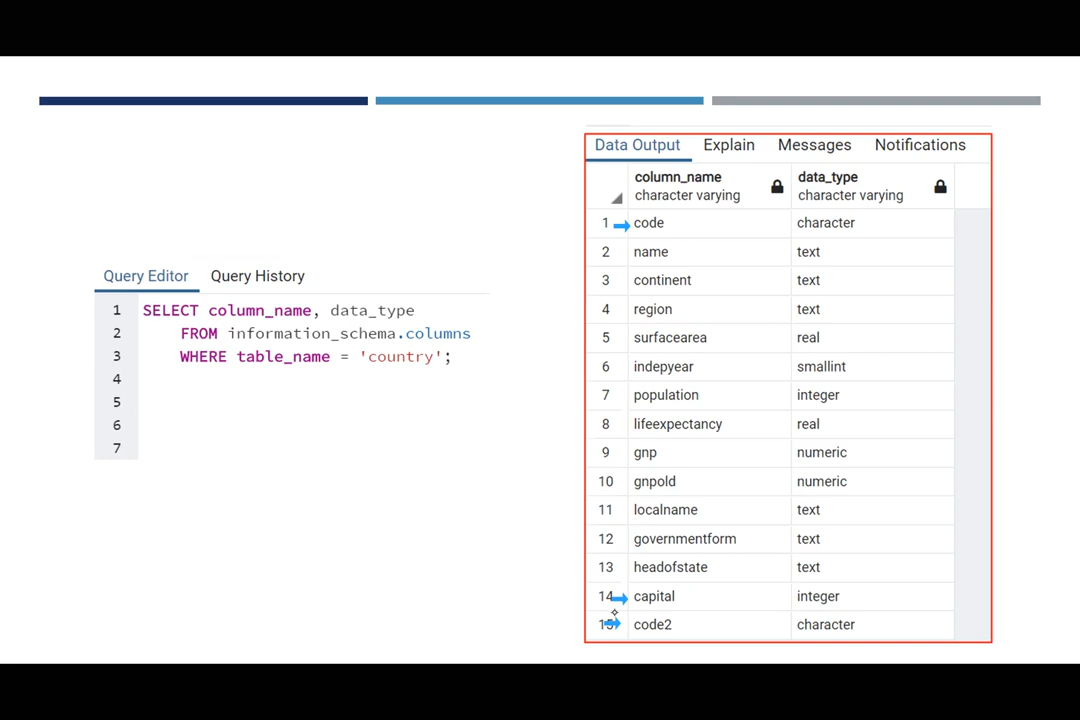 Query Editor Query History
1 SELECT column_name, data_type
2 FROM information_schema.columns
3 WHERE table_name = 'country';
4
5
6
7
Data Output Explain Messages Notifications
column_name data_type
character varying character varying
1 code character
2 name text
3 continent text
4 region text
5 surfacearea real
6 indepyear smallint
7 population integer
8 lifeexpectancy real
9 gnp numeric
10 gnpold numeric
11 localname text
12 governmentform text
13 headofstate text
14 capital integer
15 code2 character